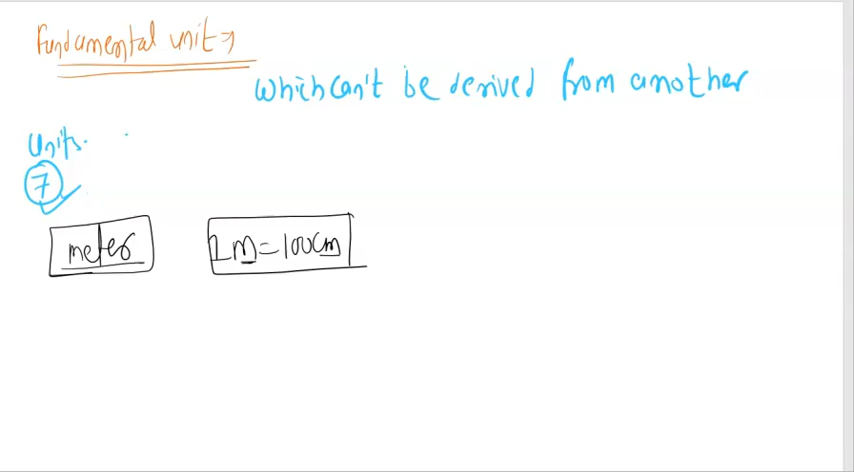 Fundamental unit⇒
Which can't be derived from another
Units.
7
meter
1m=100cm